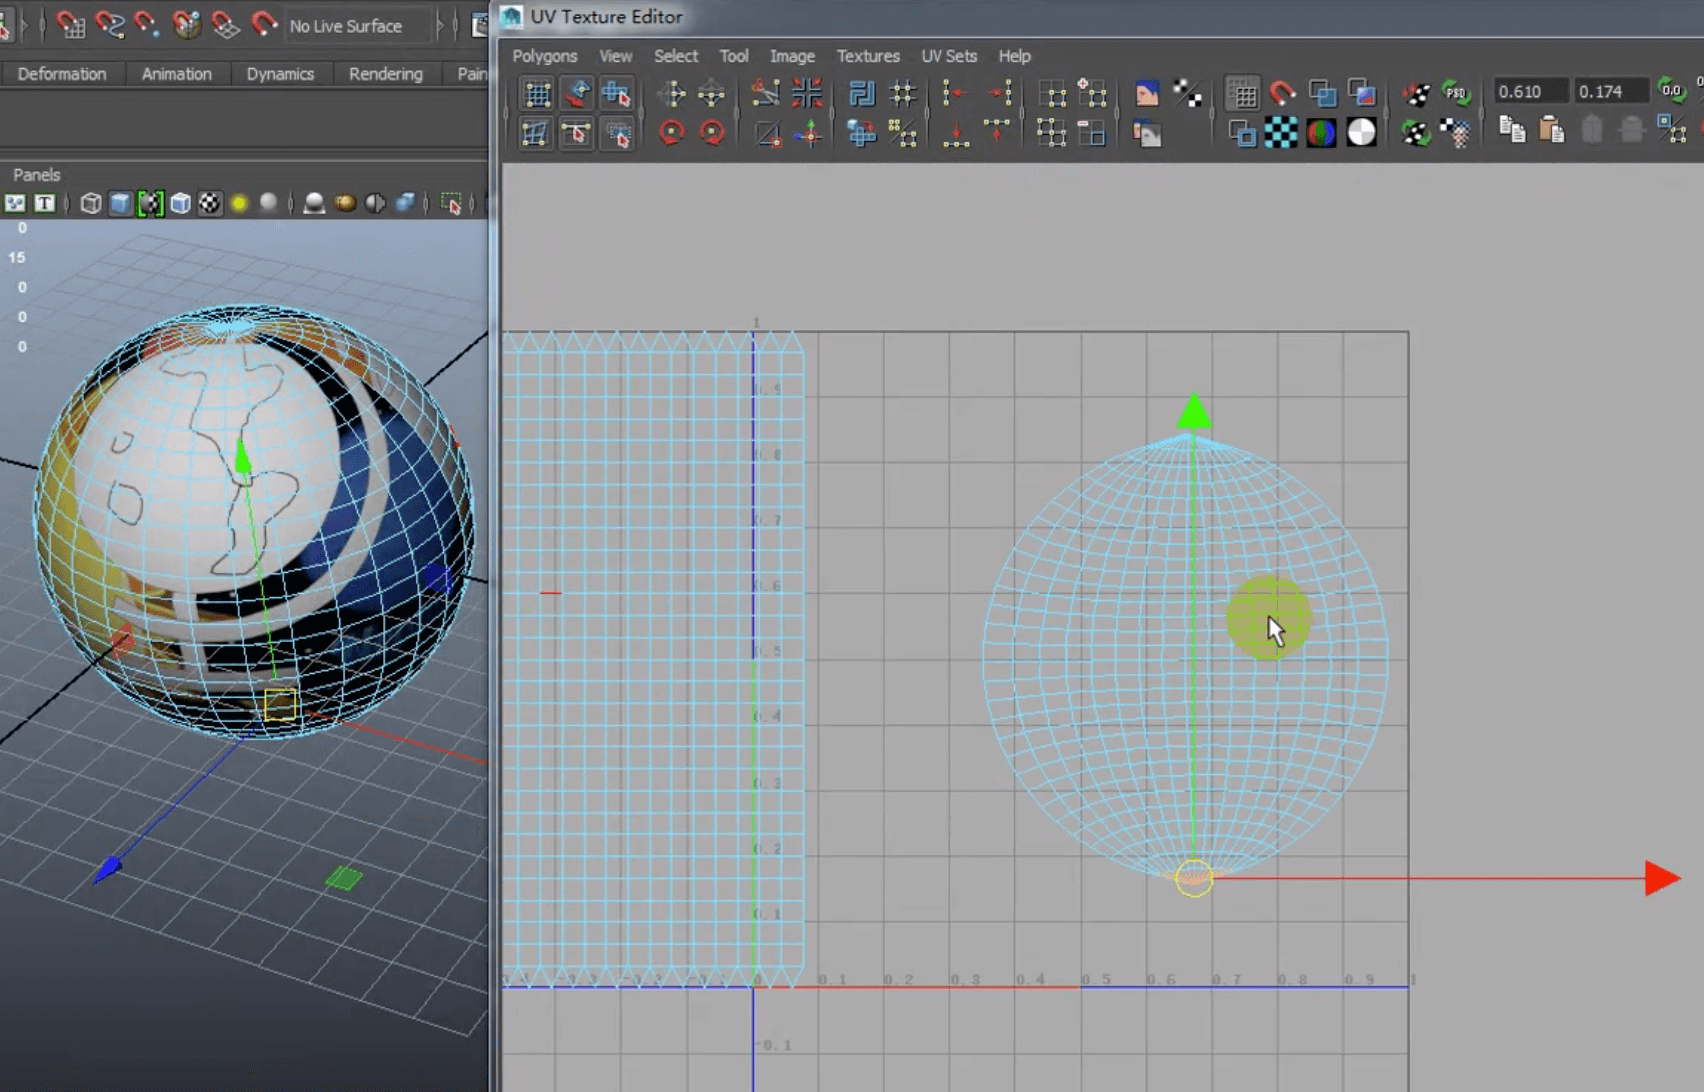 UV Texture Editor
No Live Surface
Polygons View Select Tool Image Textures UV Sets Help
Deformation Animation Dynamics Rendering Pain
0.610 0.174
0,0
PSD
Panels
T
0
15
0
0
0
1
0.9
0.8
0.7
0.6
0.5
0.4
0.3
0.2
0.1
0 0.1 0.2 0.3 0.4 0.5 0.6 0.7 0.8 0.9 1
-0.1